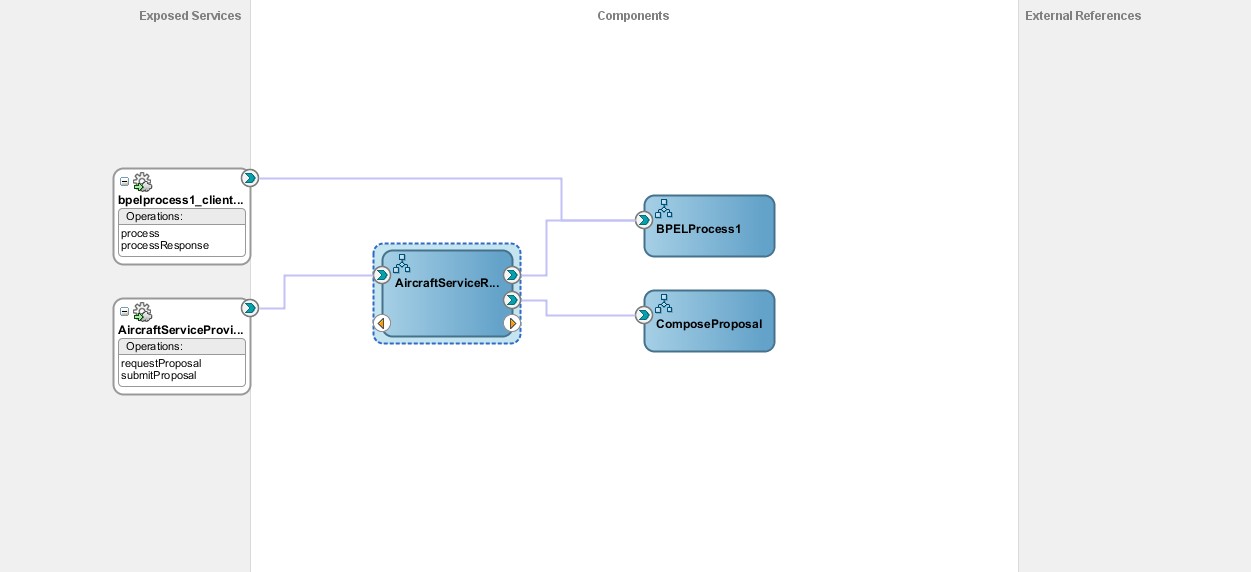 Exposed Services
Components
External References
bpelprocess1_client...
Operations:
process
processResponse
BPELProcess1
AircraftServiceR...
AircraftServiceProvi...
Operations:
requestProposal
submitProposal
ComposeProposal